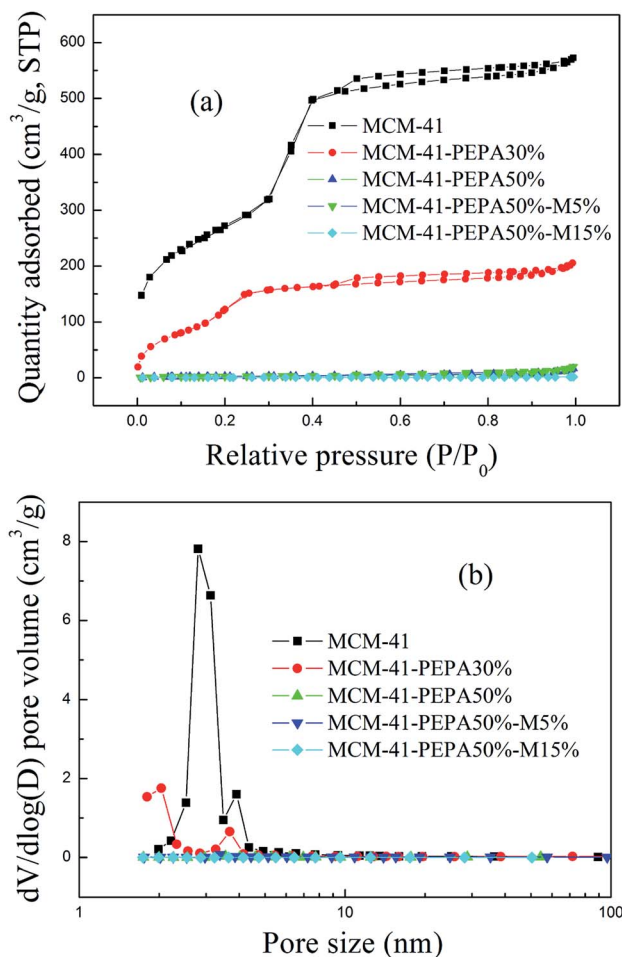 600
500
400
300
200
100
0
Quantity adsorbed (cm³/g, STP)
(a)
MCM-41
MCM-41-PEPA30%
MCM-41-PEPA50%
MCM-41-PEPA50%-M5%
MCM-41-PEPA50%-M15%
0.0 0.2 0.4 0.6 0.8 1.0
Relative pressure (P/P₀)
8
6
4
2
0
dV/dlog(D) pore volume (cm³/g)
(b)
MCM-41
MCM-41-PEPA30%
MCM-41-PEPA50%
MCM-41-PEPA50%-M5%
MCM-41-PEPA50%-M15%
1 10 100
Pore size (nm)